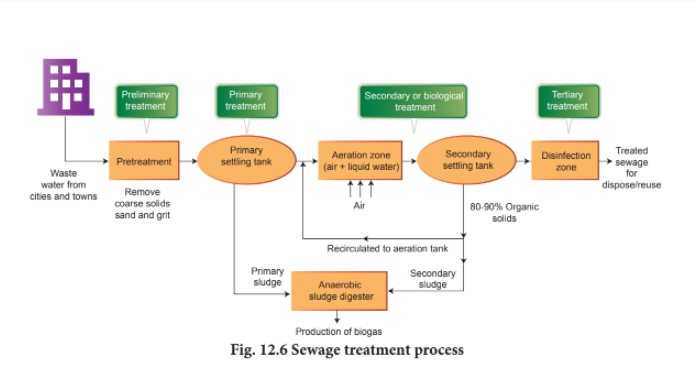 Preliminary
treatment
Primary
treatment
Secondary or biological
treatment
Tertiary
treatment
Waste
water from
cities and towns
Pretreatment
Remove
coarse solids
sand and grit
Primary
settling tank
Aeration zone
(air + liquid water)
Air
Secondary
settling tank
80-90% Organic
solids
Disinfection
zone
Treated
sewage
for
dispose/reuse
Recirculated to aeration tank
Primary
sludge
Anaerobic
sludge digester
Secondary
sludge
Production of biogas
Fig. 12.6 Sewage treatment process